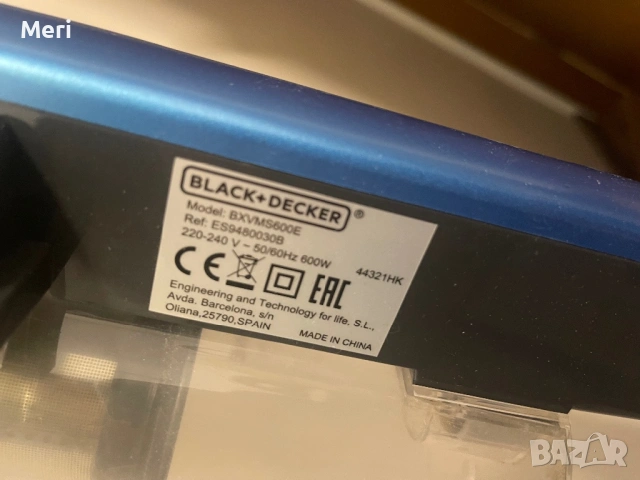 Meri
BLACK+DECKER®
Model: BXVMS600E
Ref: ES9480030B
220-240 V ~ 50/60Hz 600W
44321HK
CE EAC
Engineering and Technology for life. S.L.,
Avda. Barcelona, s/n
Oliana,25790,SPAIN
MADE IN CHINA
BAZAR